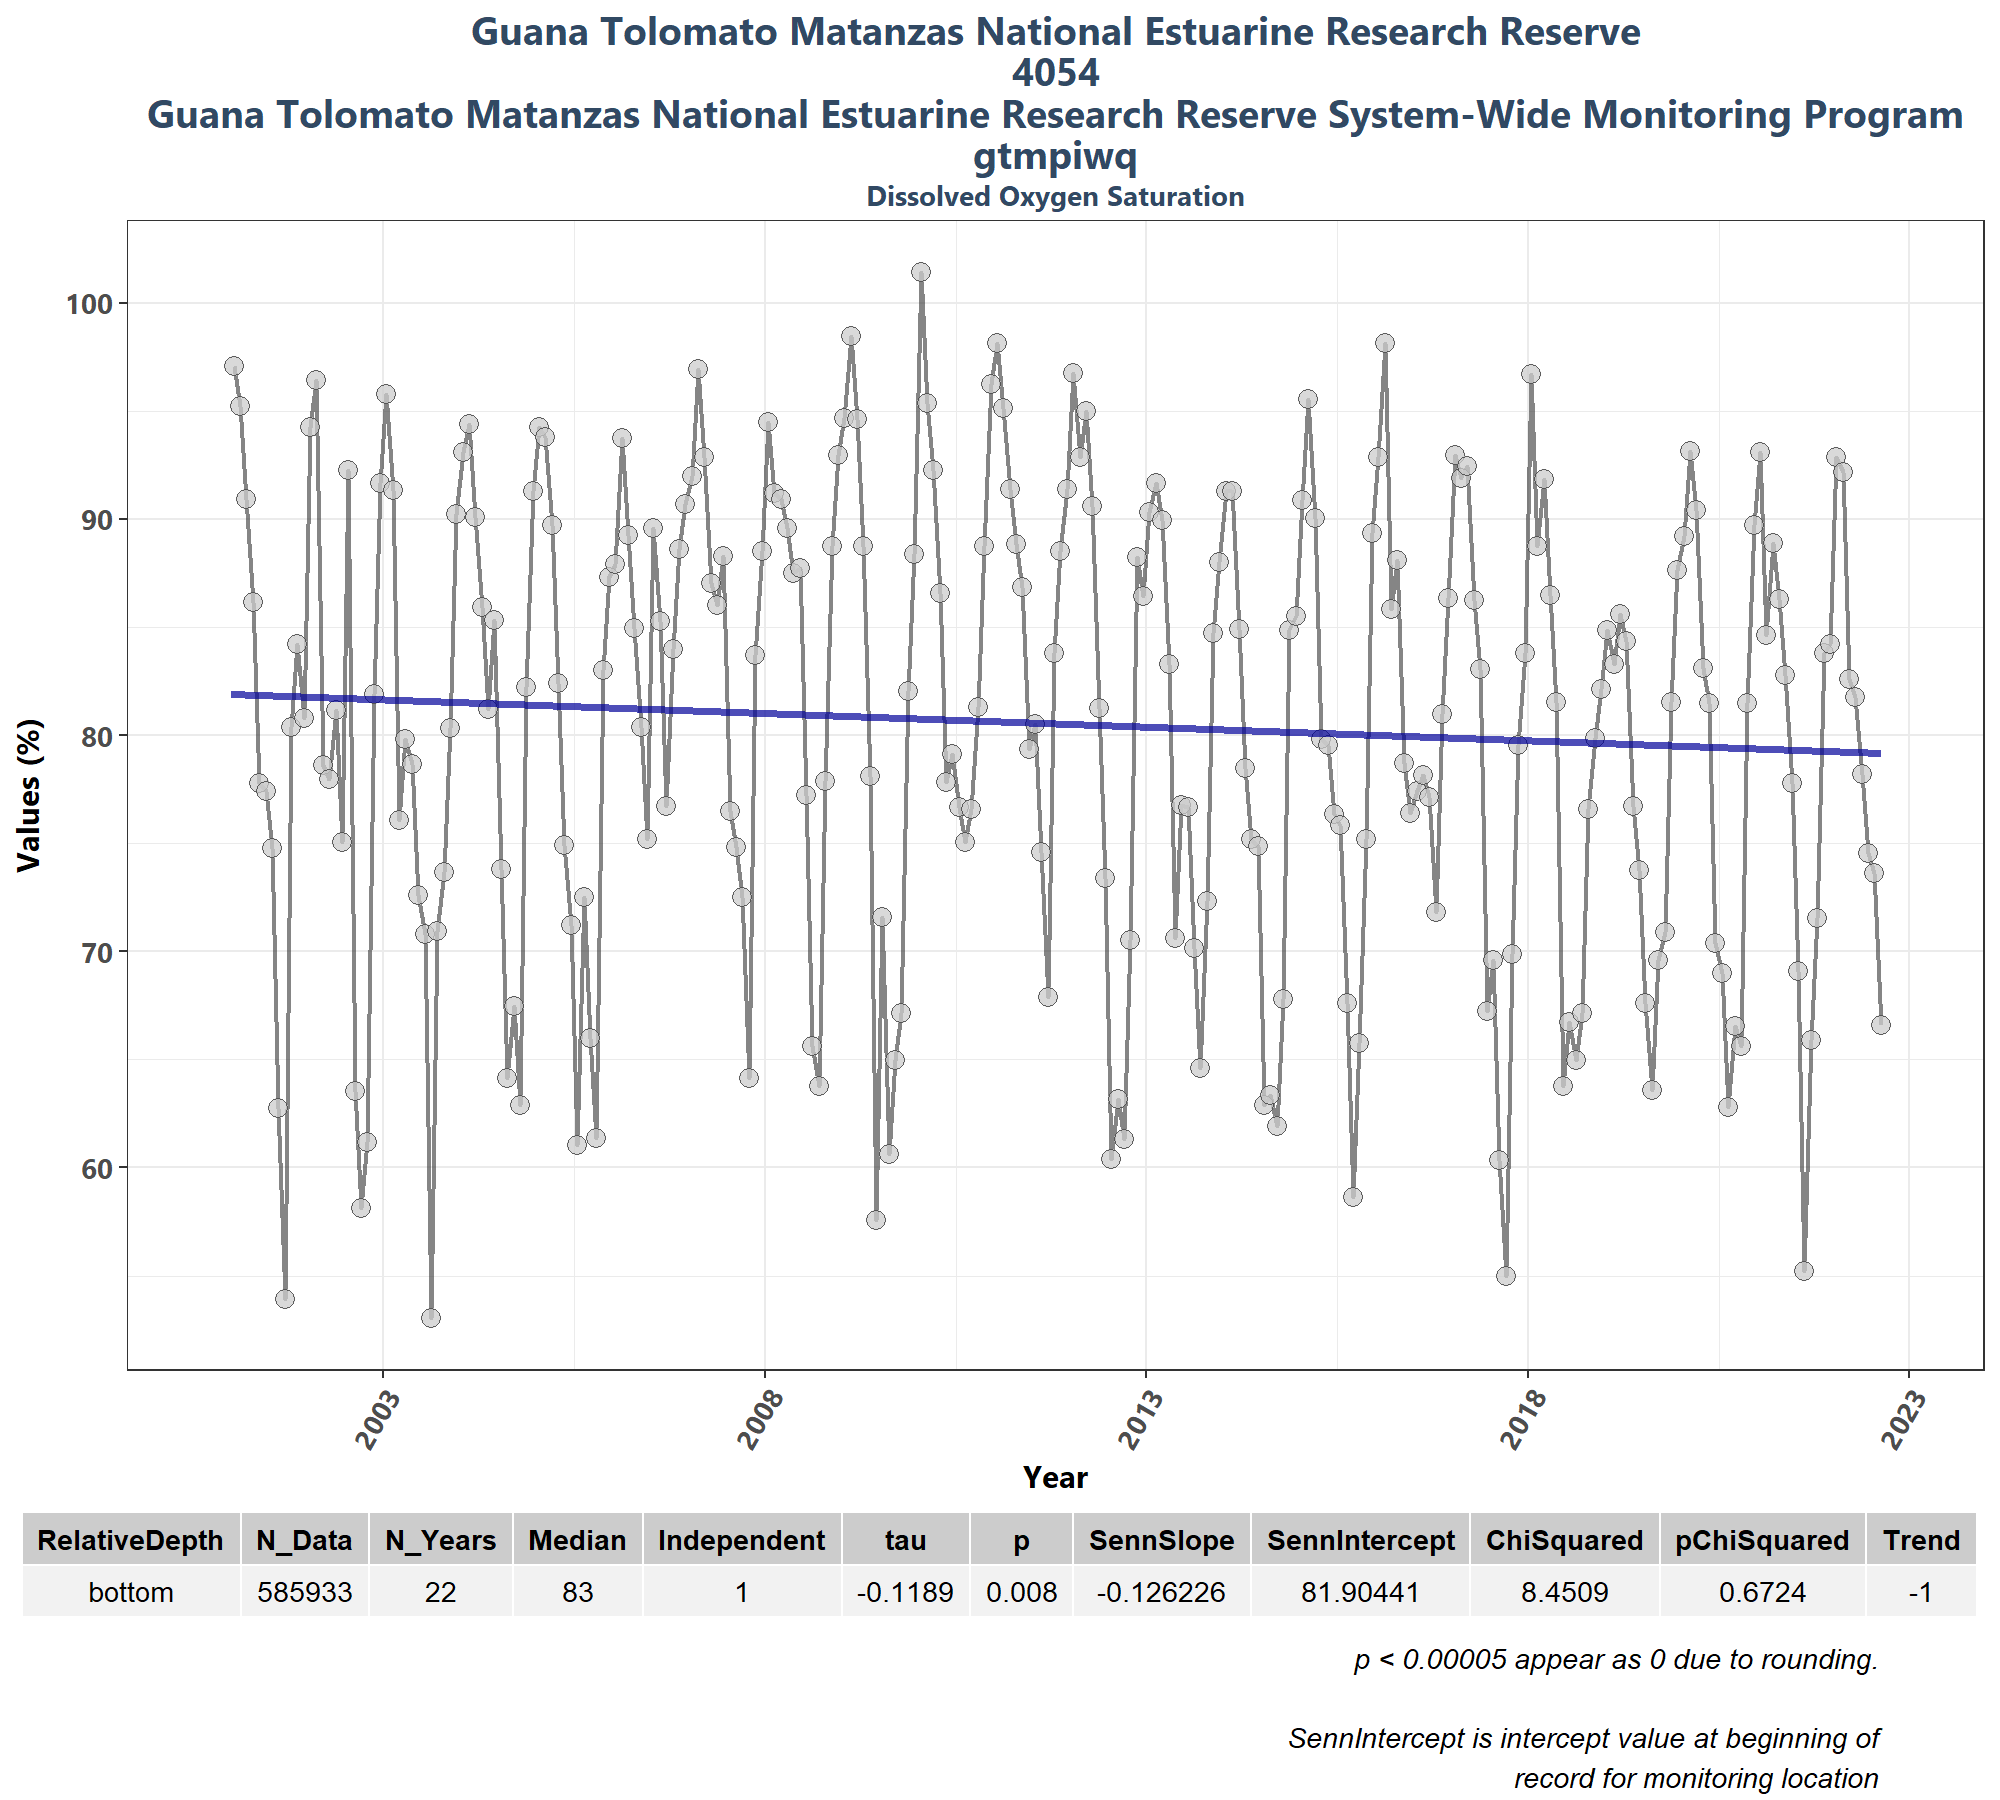 Guana Tolomato Matanzas National Estuarine Research Reserve
4054
Guana Tolomato Matanzas National Estuarine Research Reserve System-Wide Monitoring Program
gtmpiwq
Dissolved Oxygen Saturation
100
90
80
70
60
Values (%)
2003 2008 2013 2018 2023
Year
RelativeDepth N_Data N_Years Median Independent tau p SennSlope SennIntercept ChiSquared pChiSquared Trend
bottom 585933 22 83 1 -0.1189 0.008 -0.126226 81.90441 8.4509 0.6724 -1
p < 0.00005 appear as 0 due to rounding.
SennIntercept is intercept value at beginning of
record for monitoring location